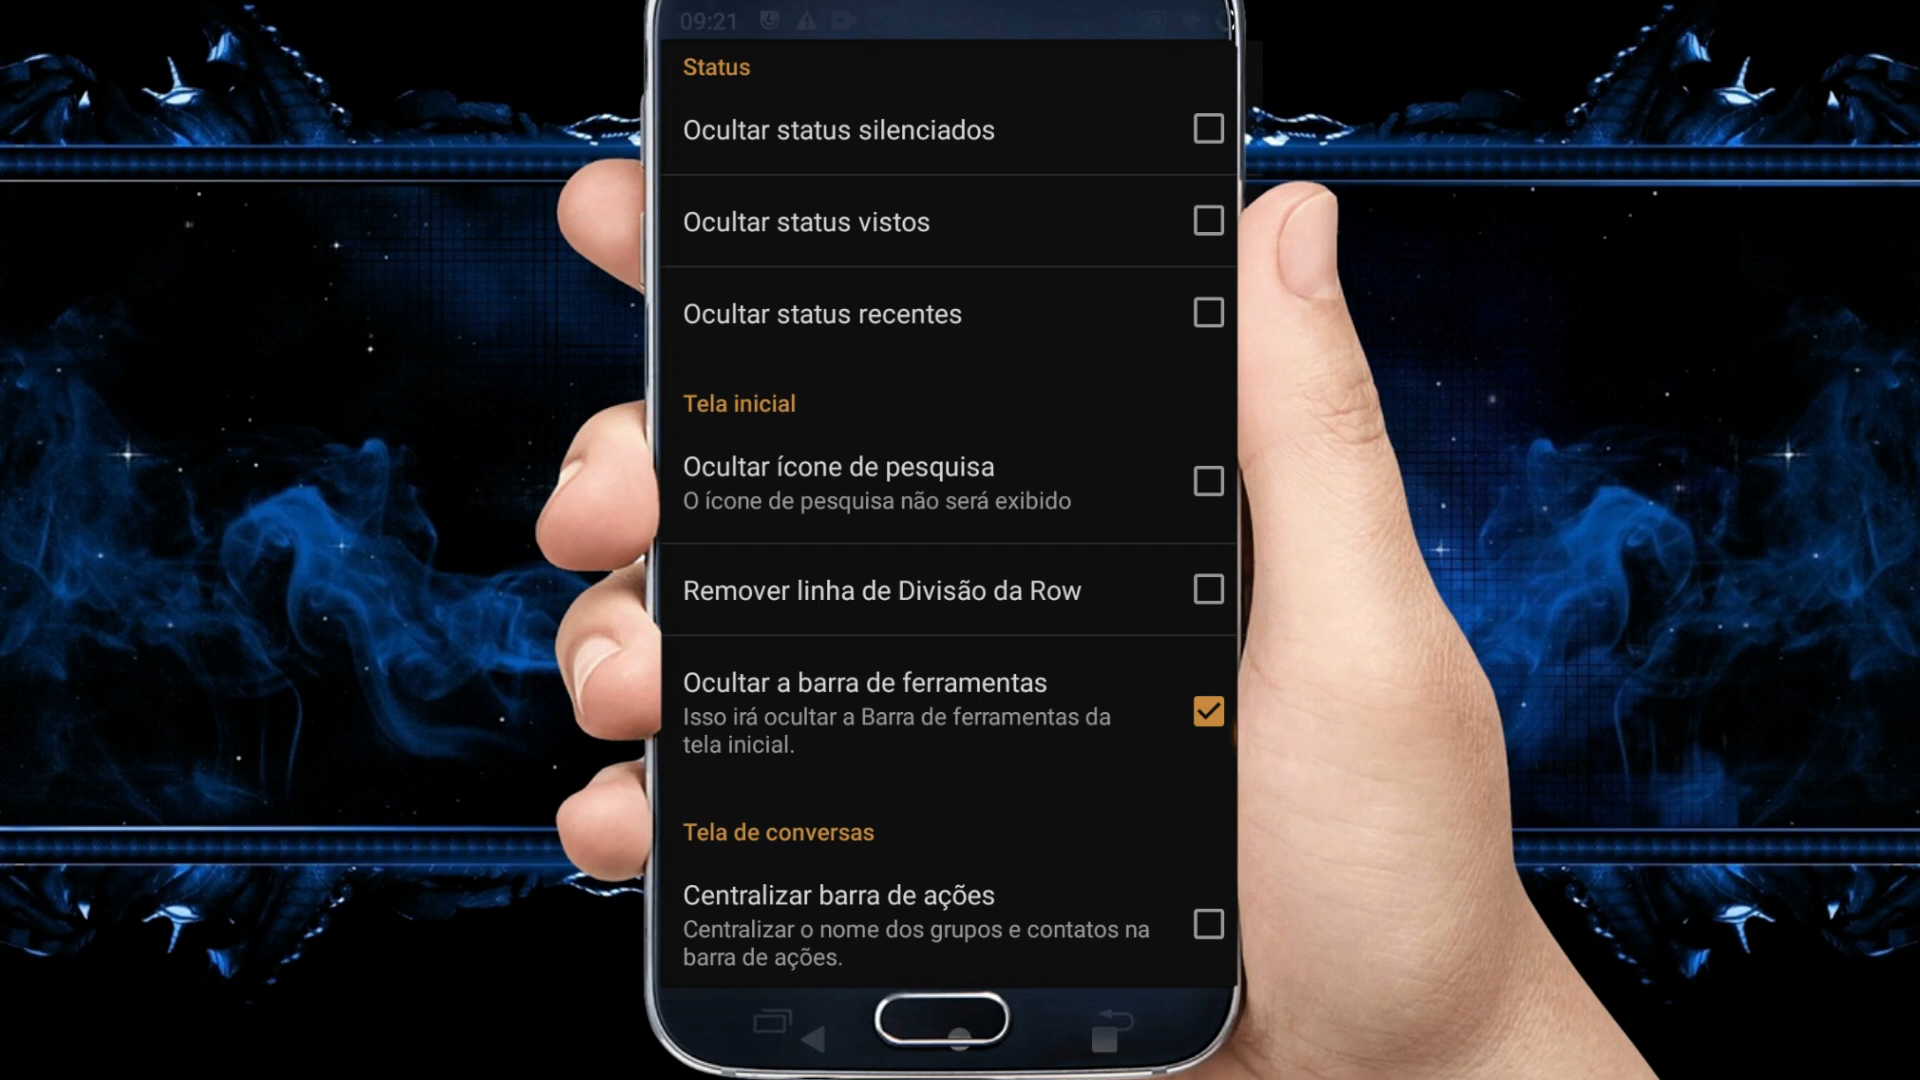 09:21
Status
Ocultar status silenciados
Ocultar status vistos
Ocultar status recentes
Tela inicial
Ocultar ícone de pesquisa
O ícone de pesquisa não será exibido
Remover linha de Divisão da Row
Ocultar a barra de ferramentas
Isso irá ocultar a Barra de ferramentas da
tela inicial.
Tela de conversas
Centralizar barra de ações
Centralizar o nome dos grupos e contatos na
barra de ações.